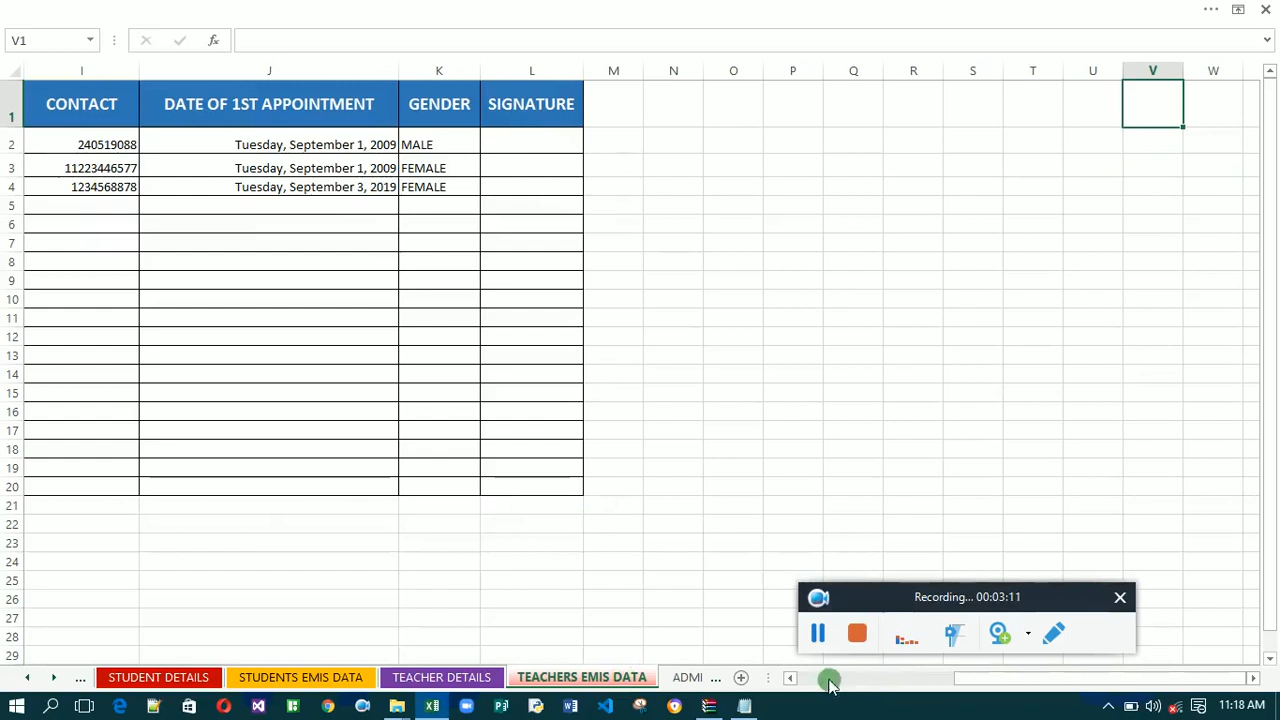 V1
fx
I J K L M N O P Q R S T U V W
1 CONTACT DATE OF 1ST APPOINTMENT GENDER SIGNATURE
2 240519088 Tuesday, September 1, 2009 MALE
3 11223446577 Tuesday, September 1, 2009 FEMALE
4 1234568878 Tuesday, September 3, 2019 FEMALE
5
6
7
8
9
10
11
12
13
14
15
16
17
18
19
20
21
22
23
24
25
26
27
28
29
Recording... 00:03:11
... STUDENT DETAILS STUDENTS EMIS DATA TEACHER DETAILS TEACHERS EMIS DATA ADMI ...
11:18 AM